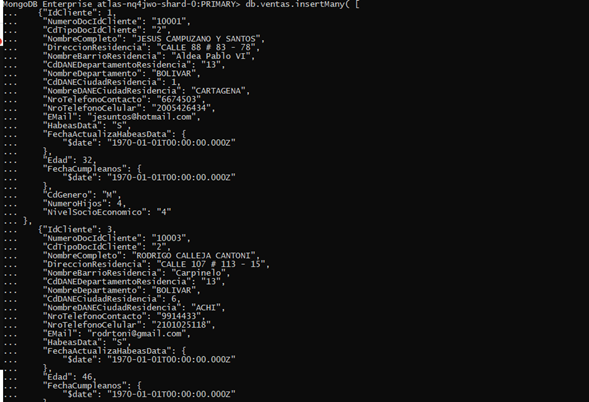 MongoDB Enterprise atlas-nq4jwo-shard-0:PRIMARY> db.ventas.insertMany( [
... {"IdCliente": 1,
... "NumeroDocIdCliente": "10001",
... "CdTipoDocIdCliente": "2",
... "NombreCompleto": "JESUS CAMPUZANO Y SANTOS",
... "DireccionResidencia": "CALLE 88 # 83 - 78",
... "NombreBarrioResidencia": "Aldea Pablo VI",
... "CdDANEDepartamentoResidencia": "13",
... "NombreDepartamento": "BOLIVAR",
... "CdDANECiudadResidencia": 1,
... "NombreDANECiudadResidencia": "CARTAGENA",
... "NroTelefonoContacto": "6674503",
... "NroTelefonoCelular": "2005426434",
... "EMail": "jesuntos@hotmail.com",
... "HabeasData": "S",
... "FechaActualizaHabeasData": {
... "$date": "1970-01-01T00:00:00.000Z"
... },
... "Edad": 32,
... "FechaCumpleanos": {
... "$date": "1970-01-01T00:00:00.000Z"
... },
... "CdGenero": "M",
... "NumeroHijos": 4,
... "NivelSocioEconomico": "4"
... },
... {"IdCliente": 3,
... "NumeroDocIdCliente": "10003",
... "CdTipoDocIdCliente": "2",
... "NombreCompleto": "RODRIGO CALLEJA CANTONI",
... "DireccionResidencia": "CALLE 107 # 113 - 15",
... "NombreBarrioResidencia": "Carpinelo",
... "CdDANEDepartamentoResidencia": "13",
... "NombreDepartamento": "BOLIVAR",
... "CdDANECiudadResidencia": 6,
... "NombreDANECiudadResidencia": "ACHI",
... "NroTelefonoContacto": "9914433",
... "NroTelefonoCelular": "2101025118",
... "EMail": "rodrtoni@gmail.com",
... "HabeasData": "S",
... "FechaActualizaHabeasData": {
... "$date": "1970-01-01T00:00:00.000Z"
... },
... "Edad": 46,
... "FechaCumpleanos": {
... "$date": "1970-01-01T00:00:00.000Z"